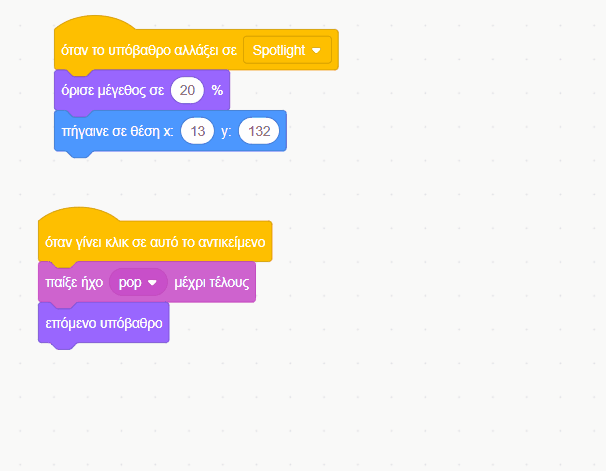 όταν το υπόβαθρο αλλάξει σε Spotlight
όρισε μέγεθος σε 20 %
πήγαινε σε θέση x: 13 y: 132
όταν γίνει κλικ σε αυτό το αντικείμενο
παίξε ήχο pop μέχρι τέλους
επόμενο υπόβαθρο